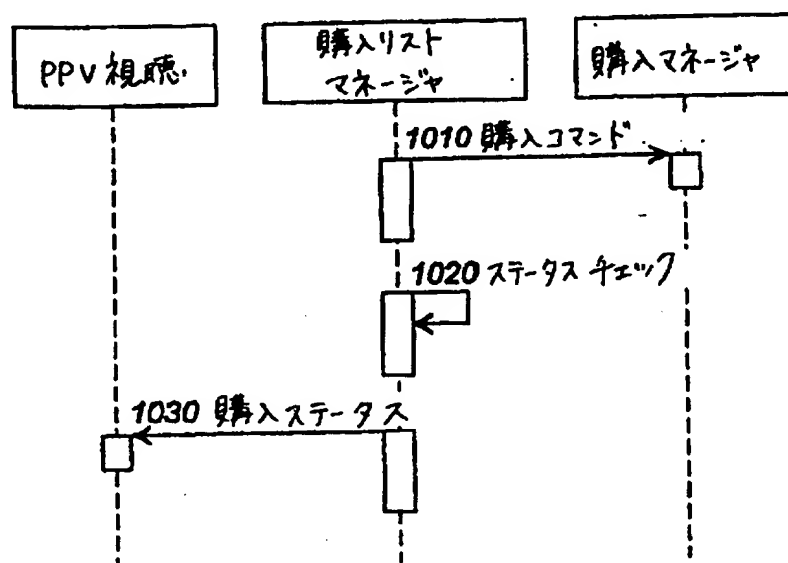 PPV視聴
購入リスト
マネージャ
購入マネージャ
1010 購入コマンド
1020 ステータスチェック
1030 購入ステータス